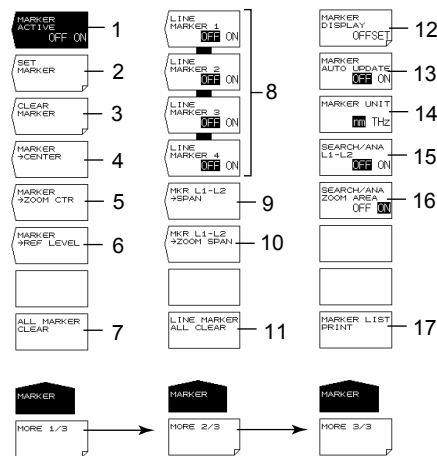 MARKER
ACTIVE
OFF ON
1
SET
MARKER
2
CLEAR
MARKER
3
MARKER
→CENTER
4
MARKER
→ZOOM CTR
5
MARKER
→REF LEVEL
6
ALL MARKER
CLEAR
7
MARKER
MORE 1/3
LINE
MARKER 1
OFF ON
LINE
MARKER 2
OFF ON
LINE
MARKER 3
OFF ON
LINE
MARKER 4
OFF ON
8
MKR L1-L2
→SPAN
9
MKR L1-L2
→ZOOM SPAN
10
LINE MARKER
ALL CLEAR
11
MARKER
MORE 2/3
MARKER
DISPLAY
OFFSET
12
MARKER
AUTO UPDATE
OFF ON
13
MARKER UNIT
nm THz
14
SEARCH/ANA
L1-L2
OFF ON
15
SEARCH/ANA
ZOOM AREA
OFF ON
16
MARKER LIST
PRINT
17
MARKER
MORE 3/3